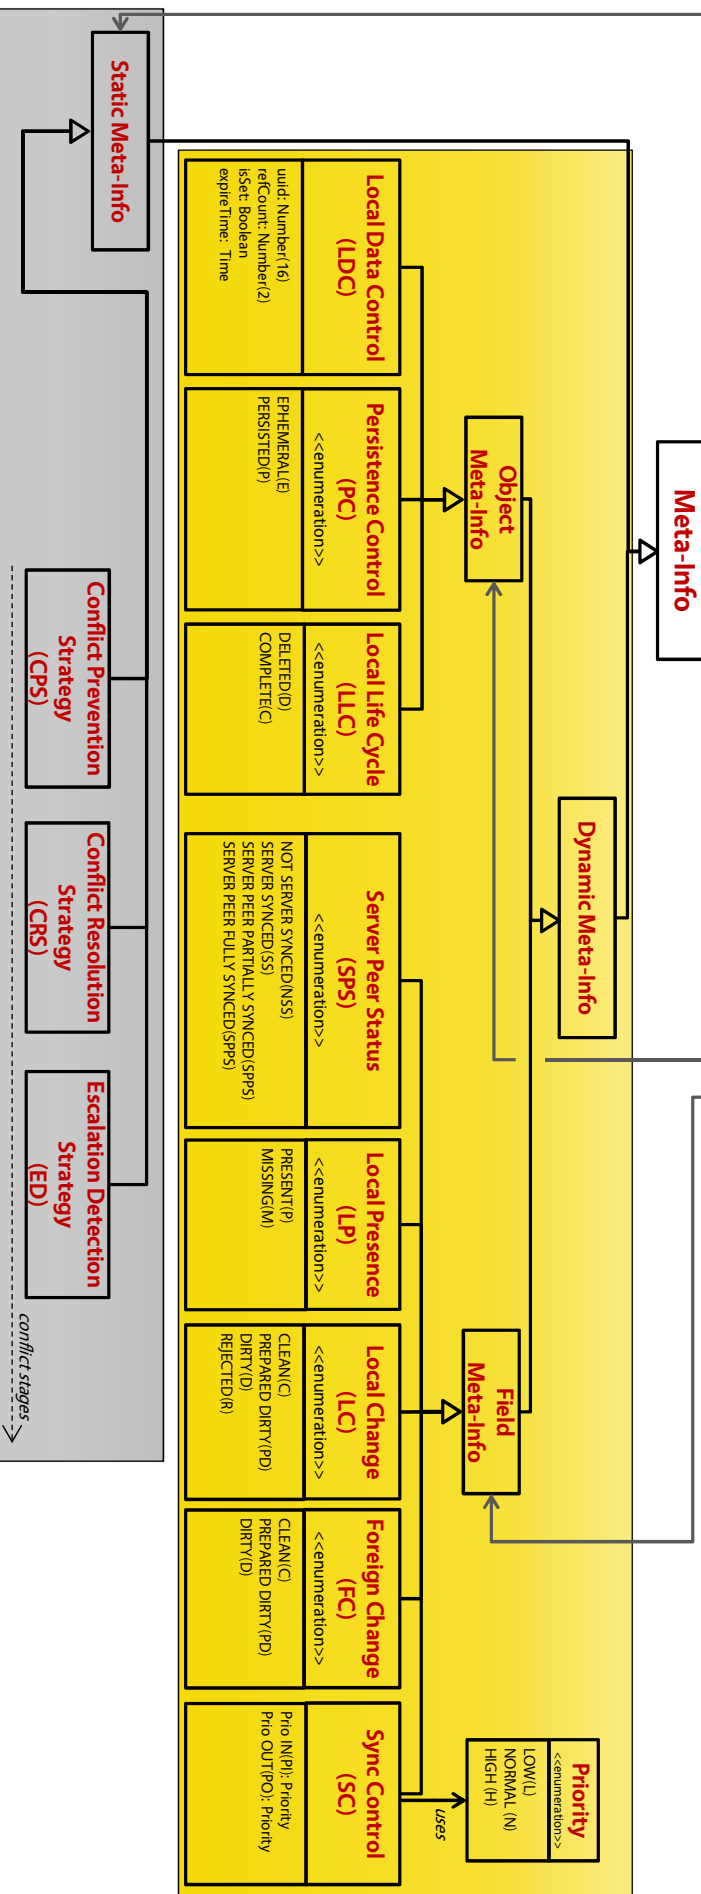 Meta-Info
Static Meta-Info
Dynamic Meta-Info
Object
Meta-Info
Field
Meta-Info
Priority
<<enumeration>>
LOW(L)
NORMAL (N)
HIGH (H)
uses
Local Data Control
(LDC)
uuid: Number(16)
refCount: Number(2)
isSet: Boolean
expireTime: Time
Persistence Control
(PC)
<<enumeration>>
EPHEMERAL(E)
PERSISTED(P)
Local Life Cycle
(LLC)
<<enumeration>>
DELETED(D)
COMPLETE(C)
Server Peer Status
(SPS)
<<enumeration>>
NOT SERVER SYNCED(NSS)
SERVER SYNCED(SS)
SERVER PEER PARTIALLY SYNCED(SPPS)
SERVER PEER FULLY SYNCED(SPPS)
Local Presence
(LP)
<<enumeration>>
PRESENT(P)
MISSING(M)
Local Change
(LC)
<<enumeration>>
CLEAN(C)
PREPARED DIRTY(PD)
DIRTY(D)
REJECTED(R)
Foreign Change
(FC)
<<enumeration>>
CLEAN(C)
PREPARED DIRTY(PD)
DIRTY(D)
Sync Control
(SC)
Prio IN(PI): Priority
Prio OUT(PO): Priority
Conflict Prevention
Strategy
(CPS)
Conflict Resolution
Strategy
(CRS)
Escalation Detection
Strategy
(ED)
conflict stages